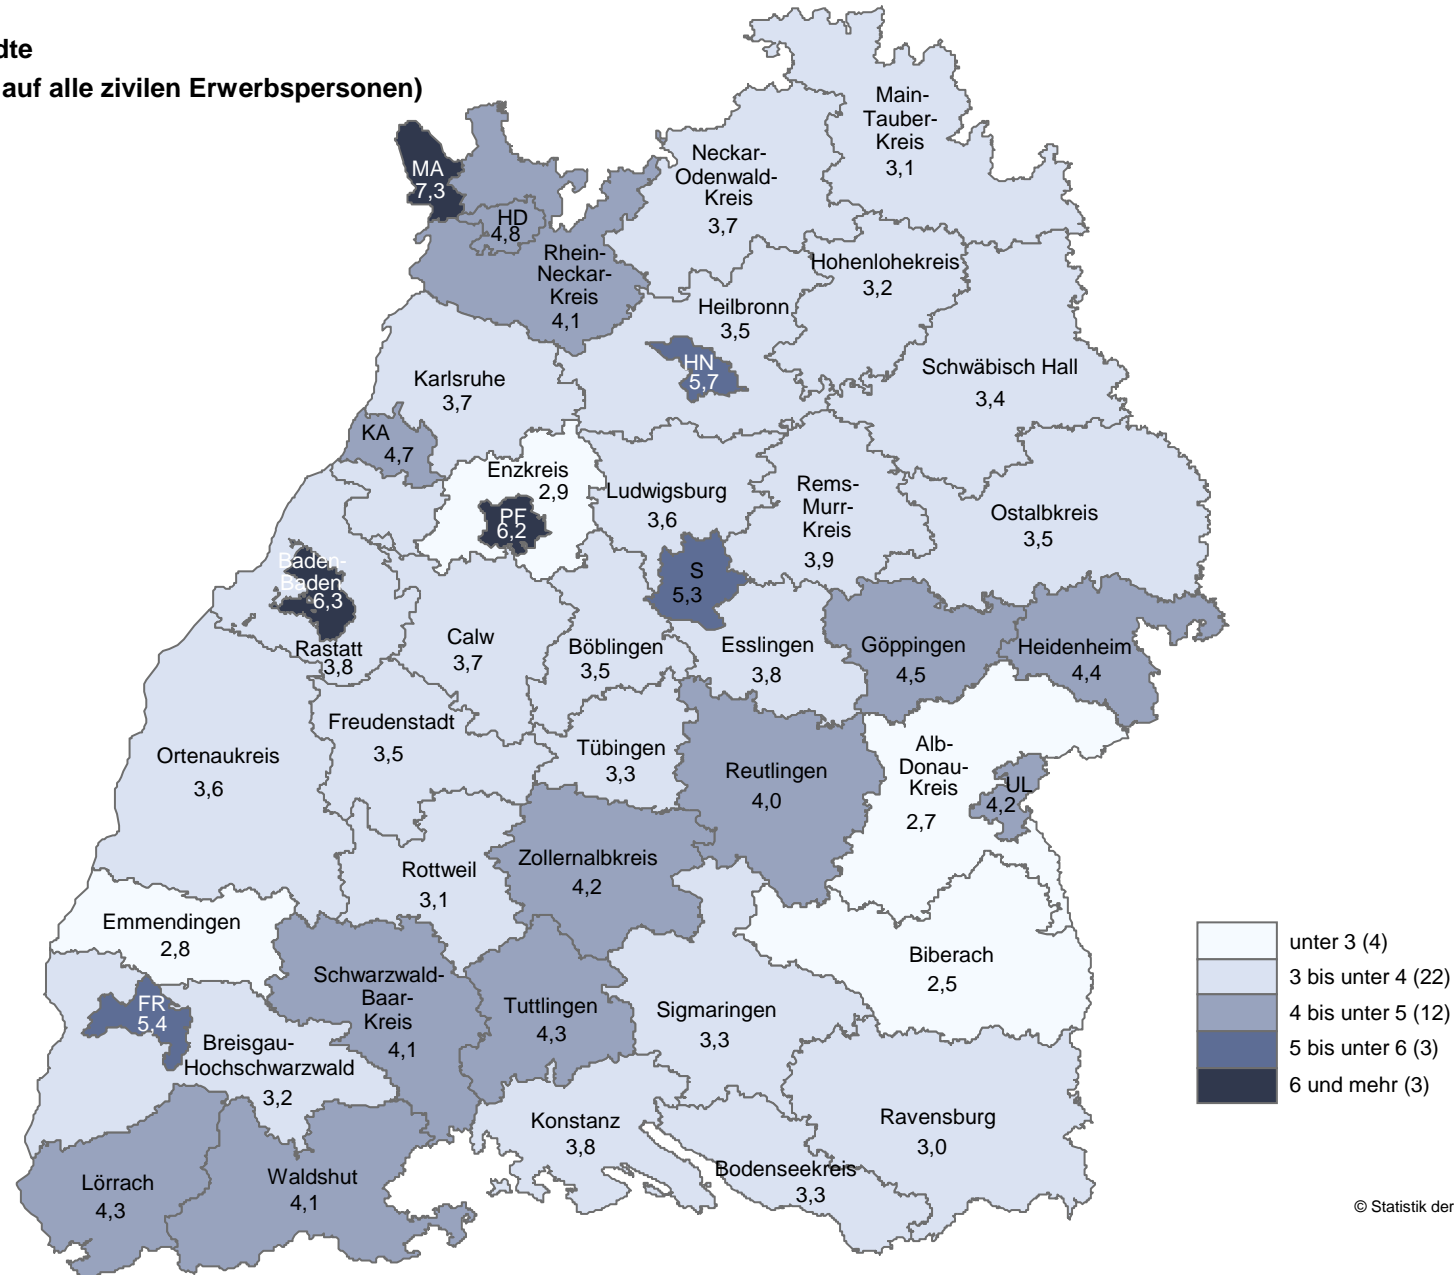 dte
auf alle zivilen Erwerbspersonen)
Main-
Tauber-
Kreis
3,1
MA
7,3
Neckar-
Odenwald-
Kreis
3,7
HD
4,8
Rhein-
Neckar-
Kreis
4,1
Hohenlohekreis
3,2
Heilbronn
3,5
HN
5,7
Schwäbisch Hall
3,4
Karlsruhe
3,7
KA
4,7
Enzkreis
2,9
PF
6,2
Ludwigsburg
3,6
Rems-
Murr-
Kreis
3,9
Ostalbkreis
3,5
Baden-
Baden
6,3
S
5,3
Rastatt
3,8
Calw
3,7
Böblingen
3,5
Esslingen
3,8
Göppingen
4,5
Heidenheim
4,4
Freudenstadt
3,5
Ortenaukreis
3,6
Tübingen
3,3
Reutlingen
4,0
Alb-
Donau-
Kreis
2,7
UL
4,2
Zollernalbkreis
4,2
Rottweil
3,1
Emmendingen
2,8
Biberach
2,5
Schwarzwald-
Baar-
Kreis
4,1
Tuttlingen
4,3
Sigmaringen
3,3
FR
5,4
Breisgau-
Hochschwarzwald
3,2
Konstanz
3,8
Ravensburg
3,0
Bodenseekreis
3,3
Lörrach
4,3
Waldshut
4,1
unter 3 (4)
3 bis unter 4 (22)
4 bis unter 5 (12)
5 bis unter 6 (3)
6 und mehr (3)
© Statistik der